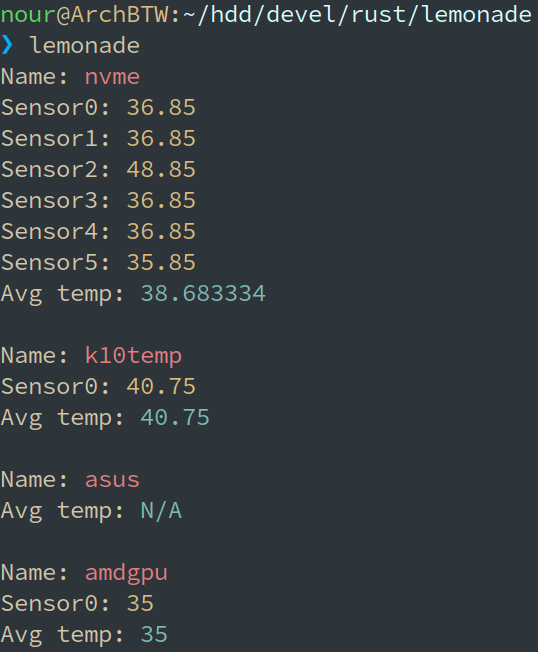 nour@ArchBTW:~/hdd/devel/rust/lemonade
❯ lemonade
Name: nvme
Sensor0: 36.85
Sensor1: 36.85
Sensor2: 48.85
Sensor3: 36.85
Sensor4: 36.85
Sensor5: 35.85
Avg temp: 38.683334
Name: k10temp
Sensor0: 40.75
Avg temp: 40.75
Name: asus
Avg temp: N/A
Name: amdgpu
Sensor0: 35
Avg temp: 35